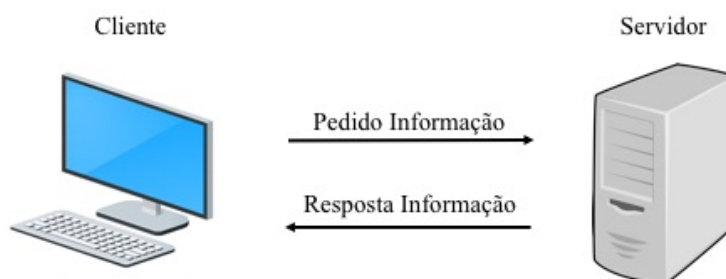 Cliente
Servidor
Pedido Informação
Resposta Informação